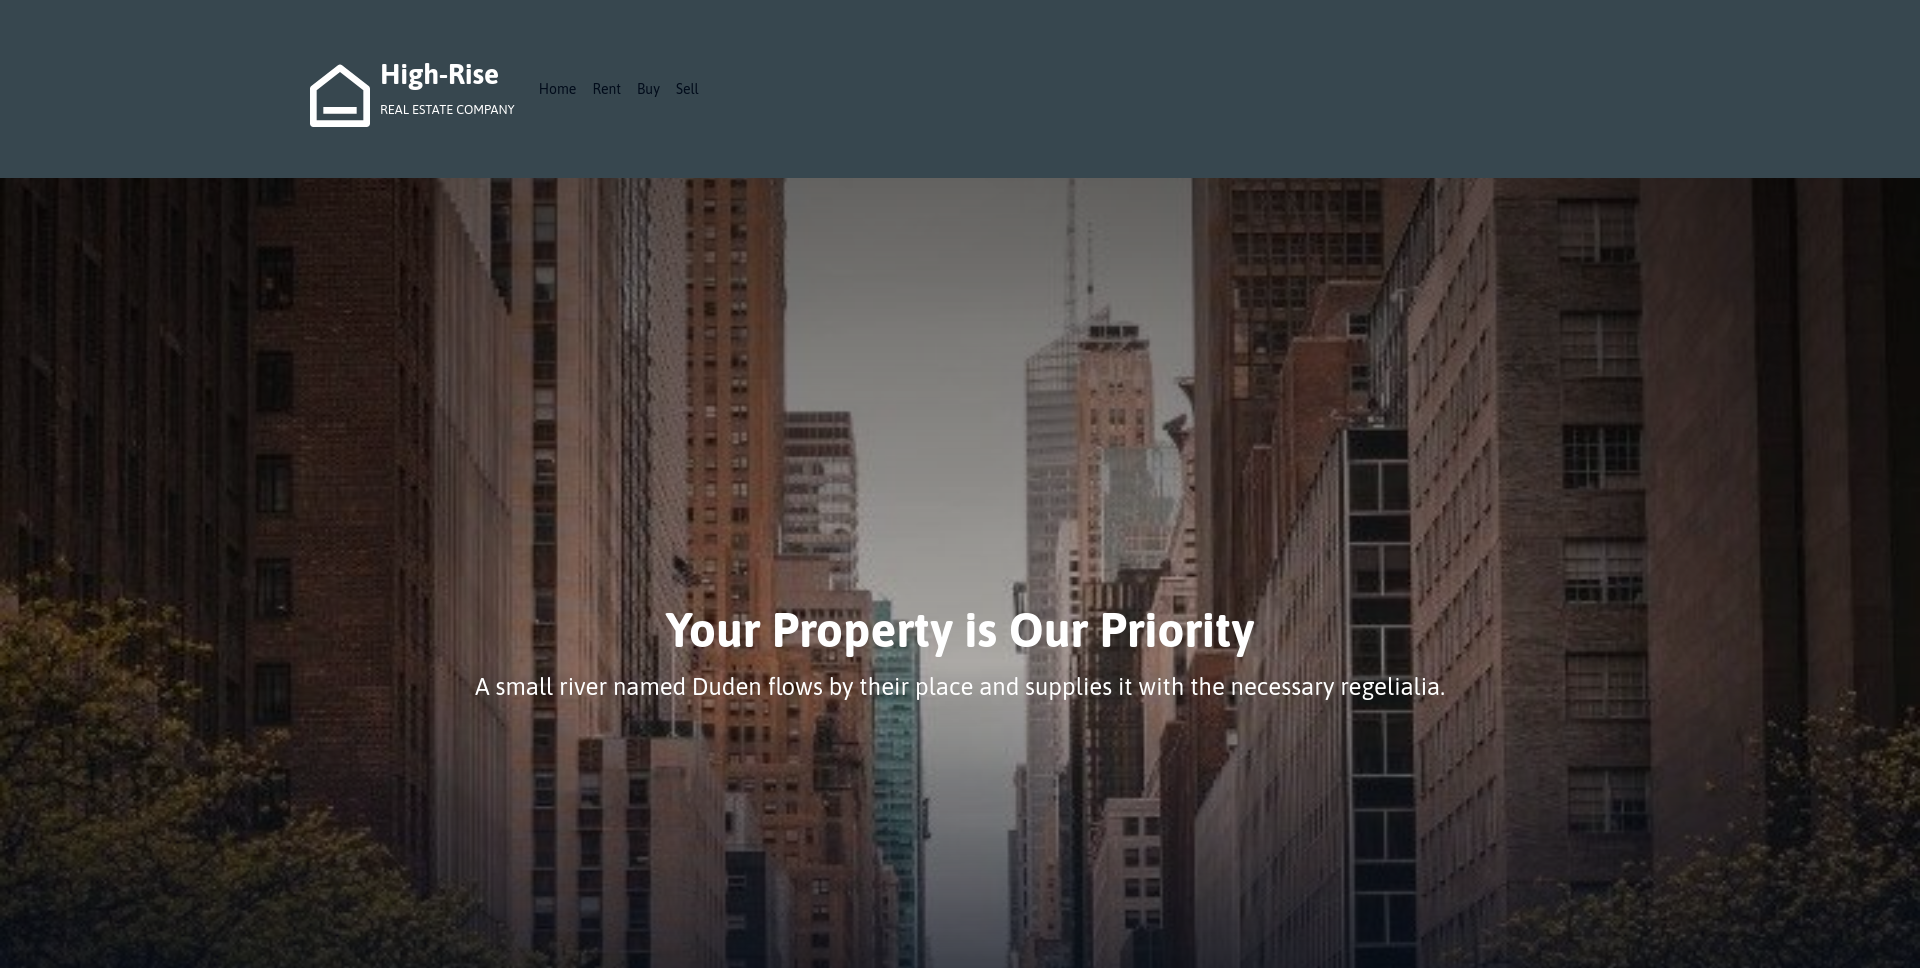 High-Rise
REAL ESTATE COMPANY
Home Rent Buy Sell
Your Property is Our Priority
A small river named Duden flows by their place and supplies it with the necessary regelialia.